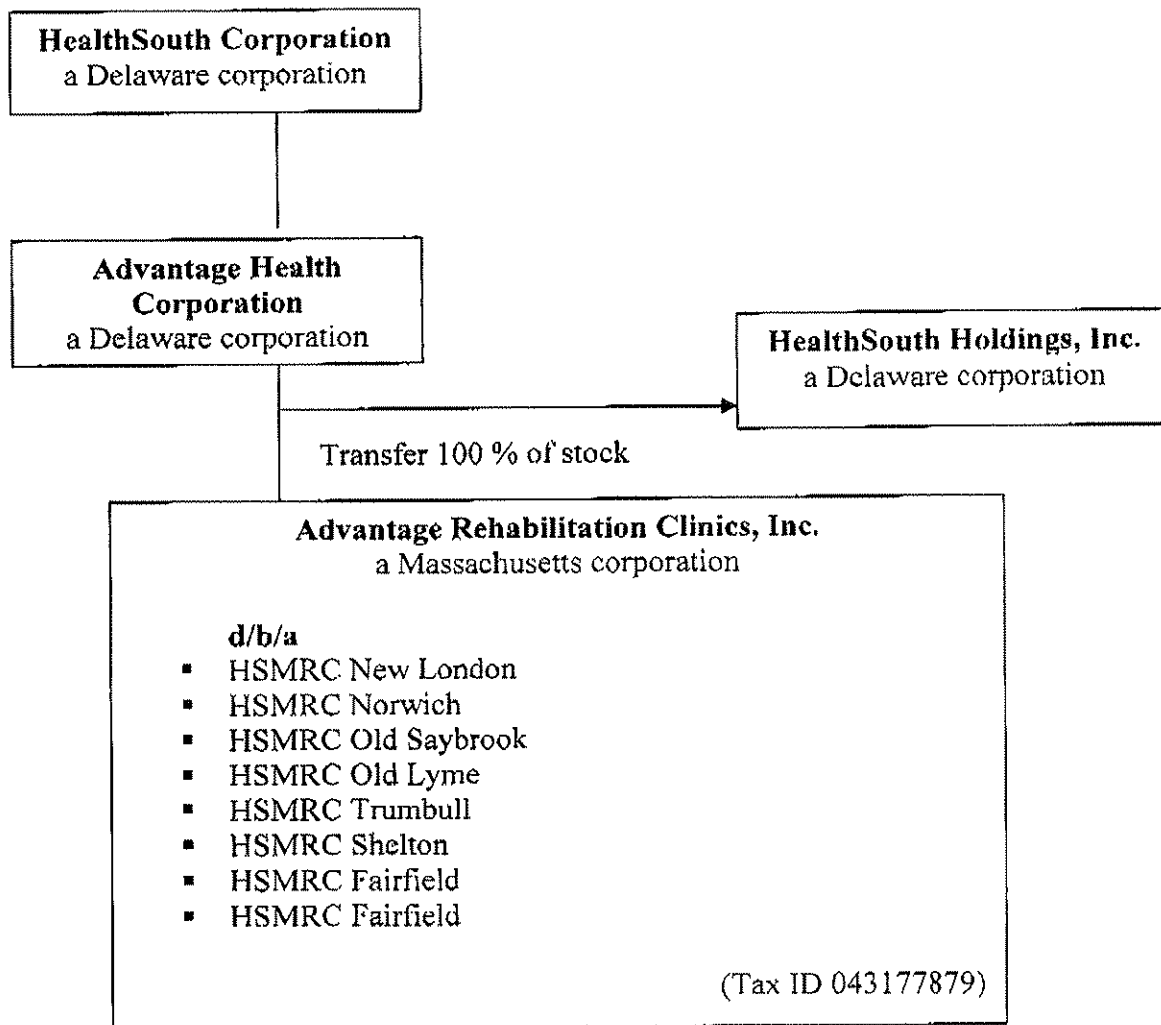 HealthSouth Corporation
a Delaware corporation
Advantage Health
Corporation
a Delaware corporation
HealthSouth Holdings, Inc.
a Delaware corporation
Transfer 100 % of stock
Advantage Rehabilitation Clinics, Inc.
a Massachusetts corporation
d/b/a
▪ HSMRC New London
▪ HSMRC Norwich
▪ HSMRC Old Saybrook
▪ HSMRC Old Lyme
▪ HSMRC Trumbull
▪ HSMRC Shelton
▪ HSMRC Fairfield
▪ HSMRC Fairfield
(Tax ID 043177879)